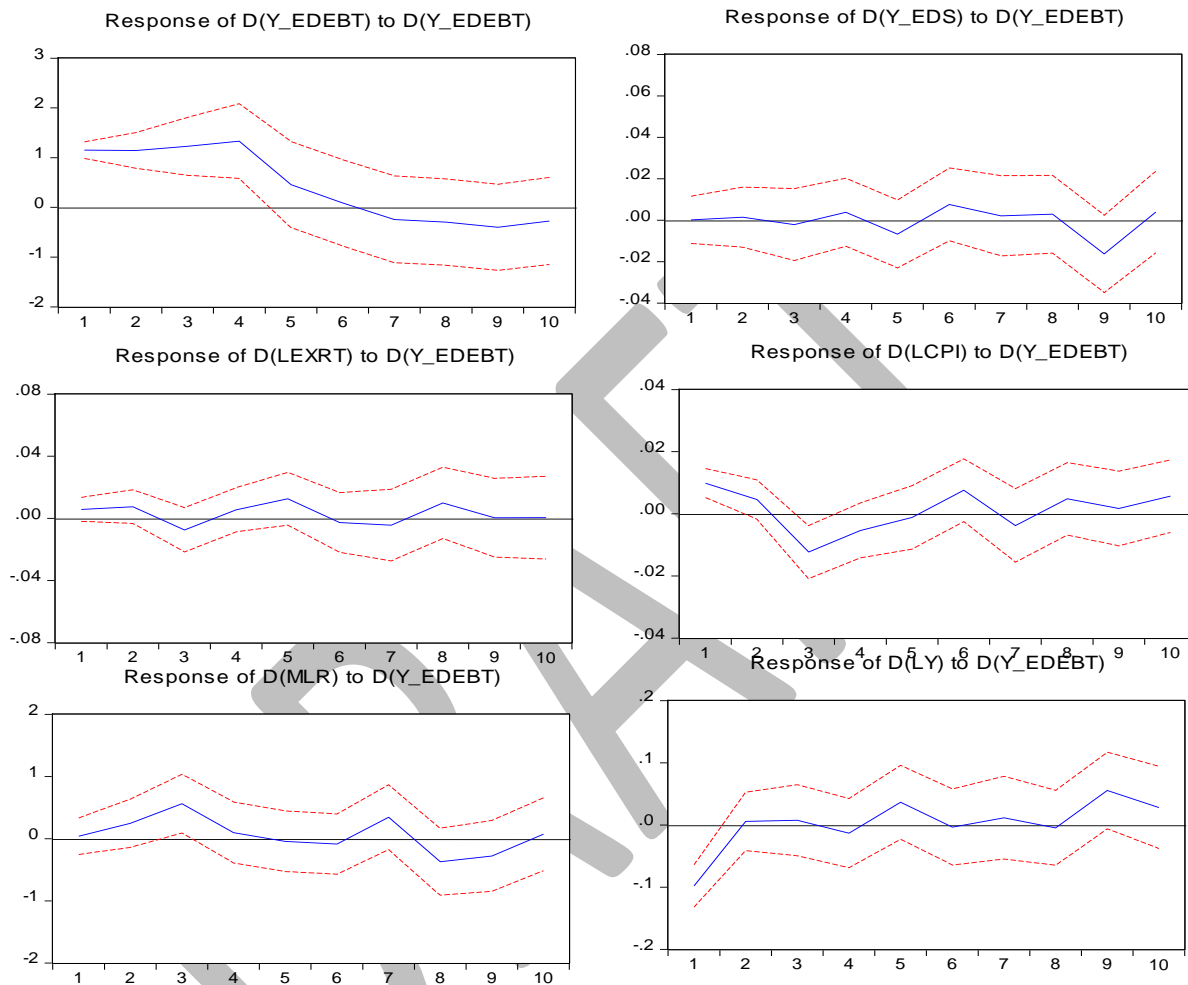 Response of D(Y_EDEBT) to D(Y_EDEBT)
3
2
1
0
-1
-2
1 2 3 4 5 6 7 8 9 10
Response of D(Y_EDS) to D(Y_EDEBT)
.08
.06
.04
.02
.00
-.02
-.04
1 2 3 4 5 6 7 8 9 10
Response of D(LEXRT) to D(Y_EDEBT)
.08
.04
.00
-.04
-.08
1 2 3 4 5 6 7 8 9 10
Response of D(LCPI) to D(Y_EDEBT)
.04
.02
.00
-.02
-.04
1 2 3 4 5 6 7 8 9 10
Response of D(MLR) to D(Y_EDEBT)
2
1
0
-1
-2
1 2 3 4 5 6 7 8 9 10
Response of D(LY) to D(Y_EDEBT)
.2
.1
.0
-.1
-.2
1 2 3 4 5 6 7 8 9 10